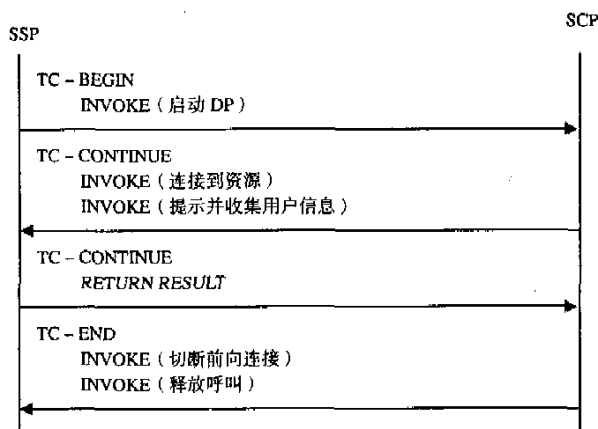 SSP
SCP
TC – BEGIN
INVOKE（启动 DP）
TC – CONTINUE
INVOKE（连接到资源）
INVOKE（提示并收集用户信息）
TC – CONTINUE
RETURN RESULT
TC – END
INVOKE（切断前向连接）
INVOKE（释放呼叫）